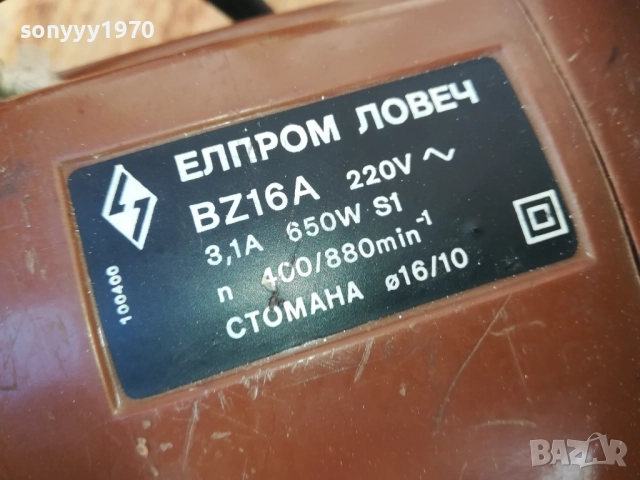 sonyyy1970
ЕЛПРОМ ЛОВЕЧ
BZ16A 220V ~
3,1A 650W S1
n 400/880min⁻¹
СТОМАНА ø16/10
100400
BAZAR